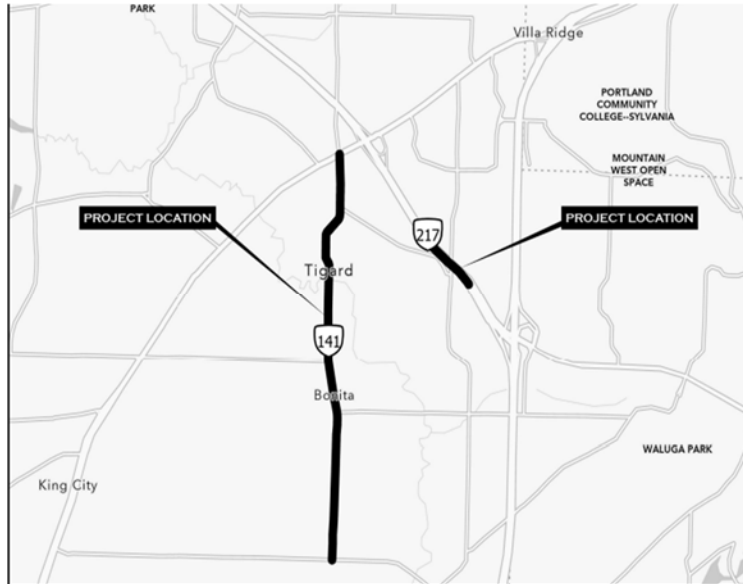 PARK
Villa Ridge
PORTLAND
COMMUNITY
COLLEGE--SYLVANIA
MOUNTAIN
WEST OPEN
SPACE
PROJECT LOCATION
PROJECT LOCATION
217
Tigard
141
Bonita
WALUGA PARK
King City